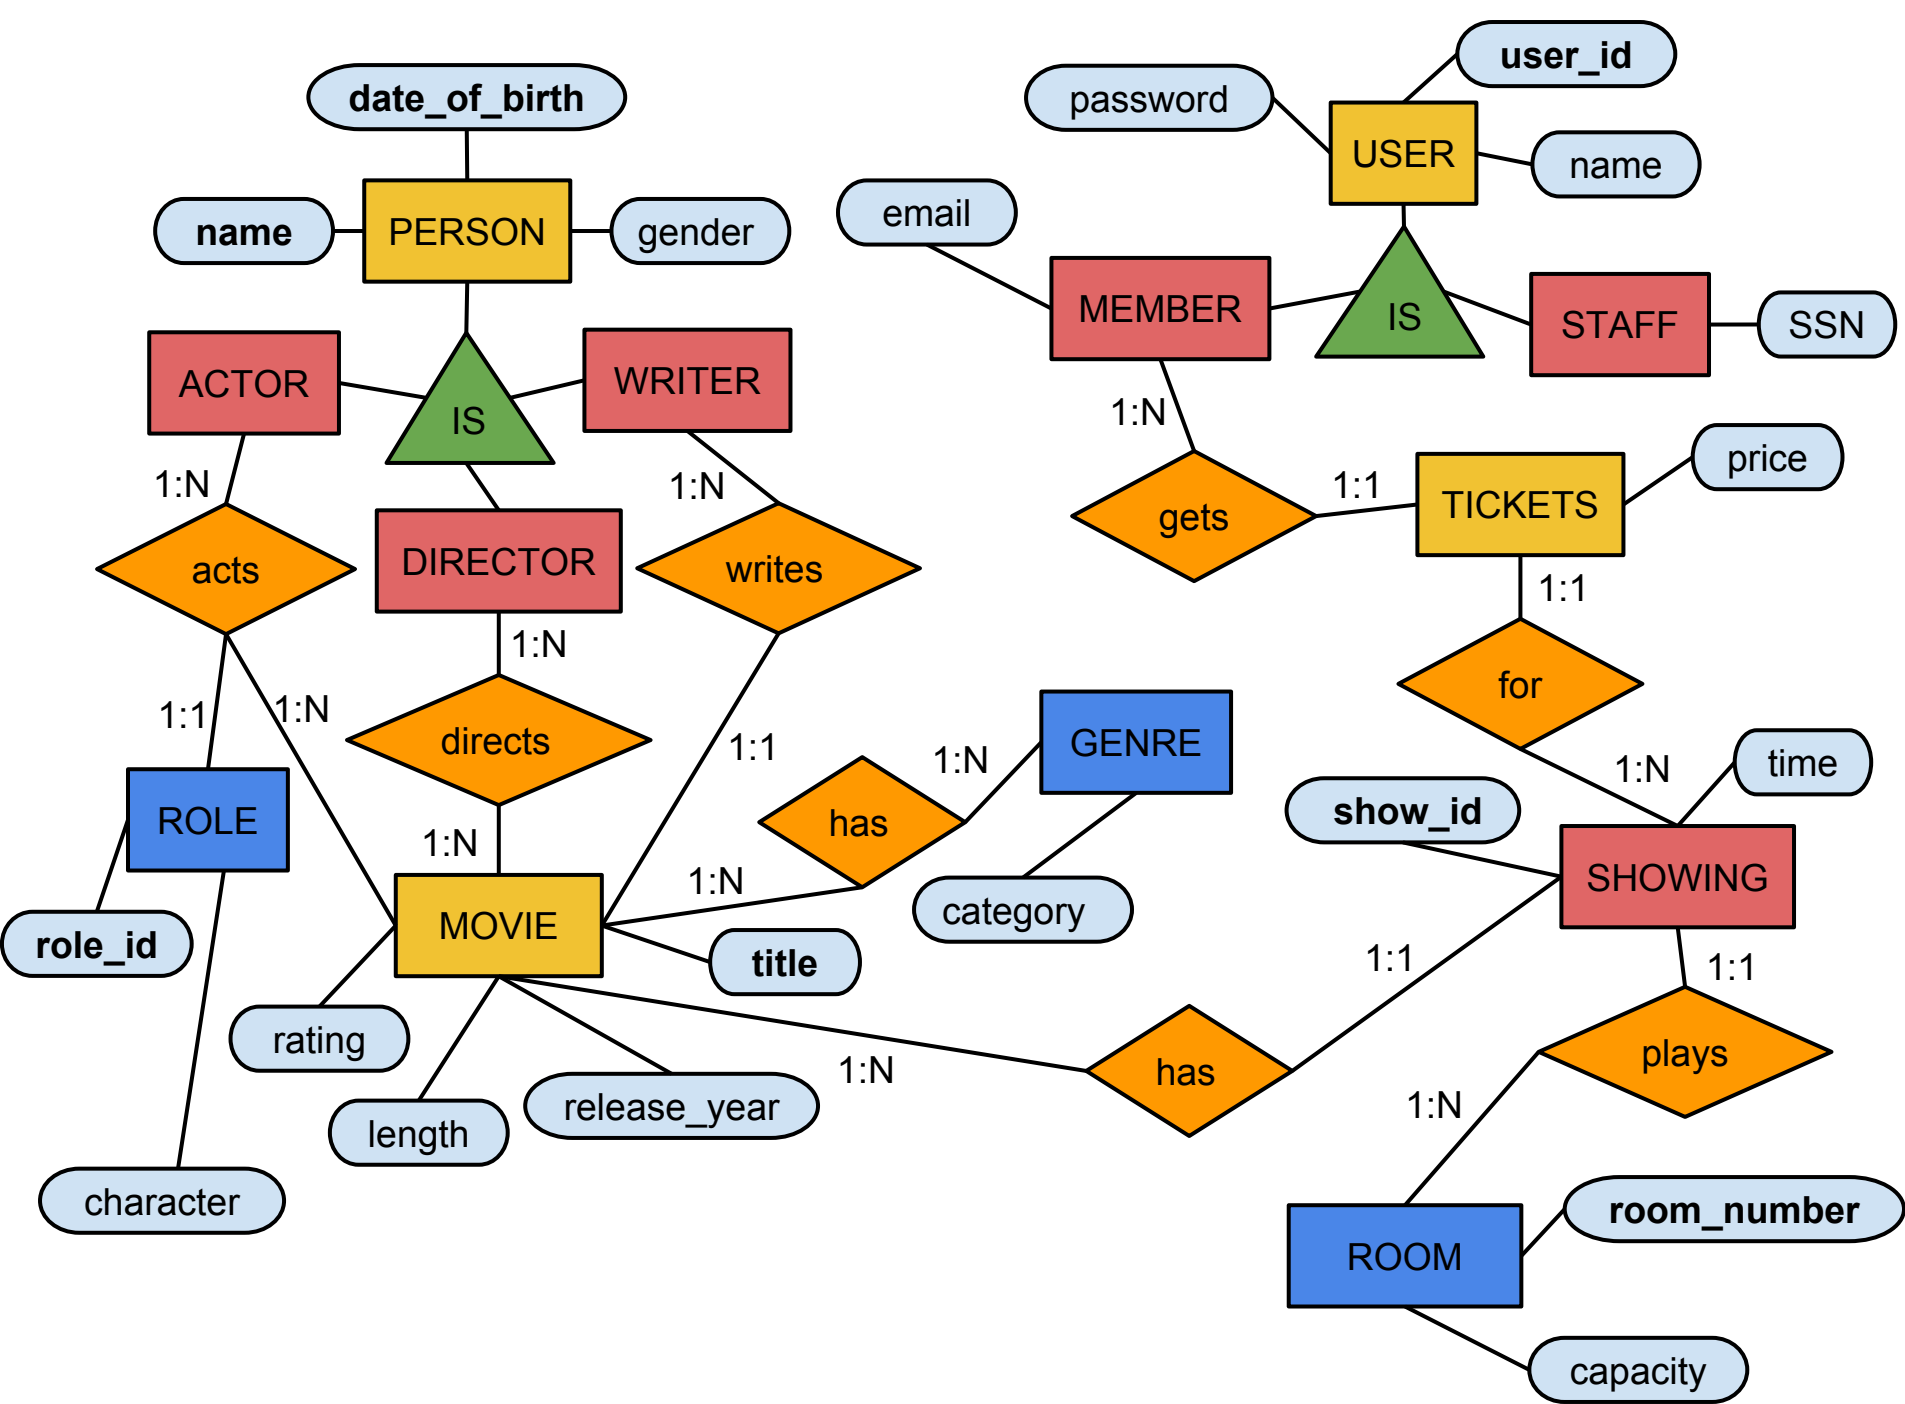 user_id
date_of_birth
password
USER
name
email
name
PERSON
gender
MEMBER
IS
STAFF
SSN
ACTOR
WRITER
IS
1:N
price
1:N
1:N
1:1
TICKETS
gets
acts
DIRECTOR
writes
1:1
1:N
for
1:1
1:N
directs
1:1
1:N
GENRE
1:N
time
ROLE
has
show_id
1:N
1:N
SHOWING
MOVIE
category
role_id
title
1:1
1:1
rating
1:N
has
plays
length
release_year
1:N
character
room_number
ROOM
capacity